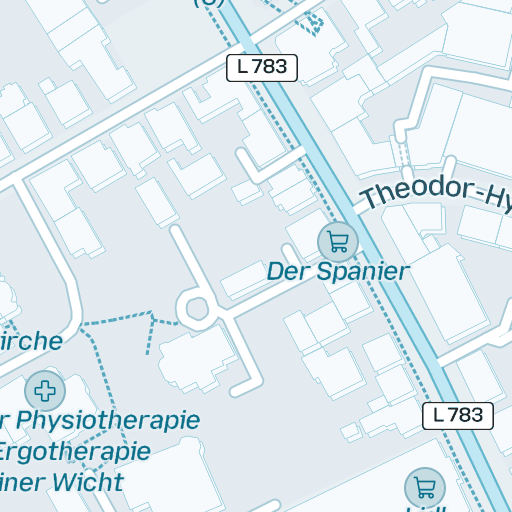 L 783
Theodor-Hy
Der Spanier
irche
r Physiotherapie
Ergotherapie
iner Wicht
L 783